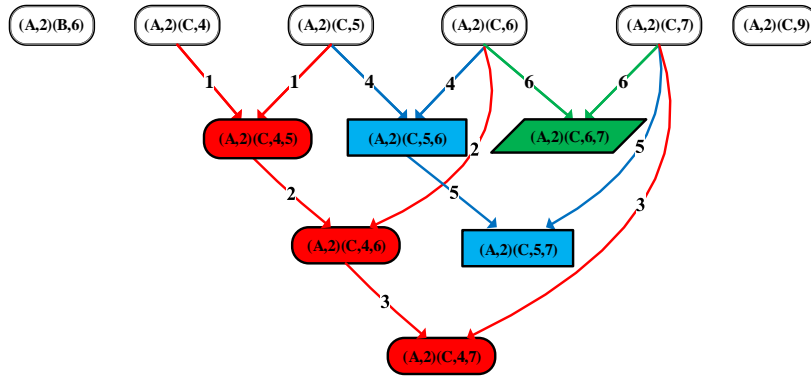 (A,2)(B,6) (A,2)(C,4) (A,2)(C,5) (A,2)(C,6) (A,2)(C,7) (A,2)(C,9)
1 1 4 4 6 6
(A,2)(C,4,5) (A,2)(C,5,6) (A,2)(C,6,7)
2 5
2 5 3
(A,2)(C,4,6) (A,2)(C,5,7)
3
(A,2)(C,4,7)